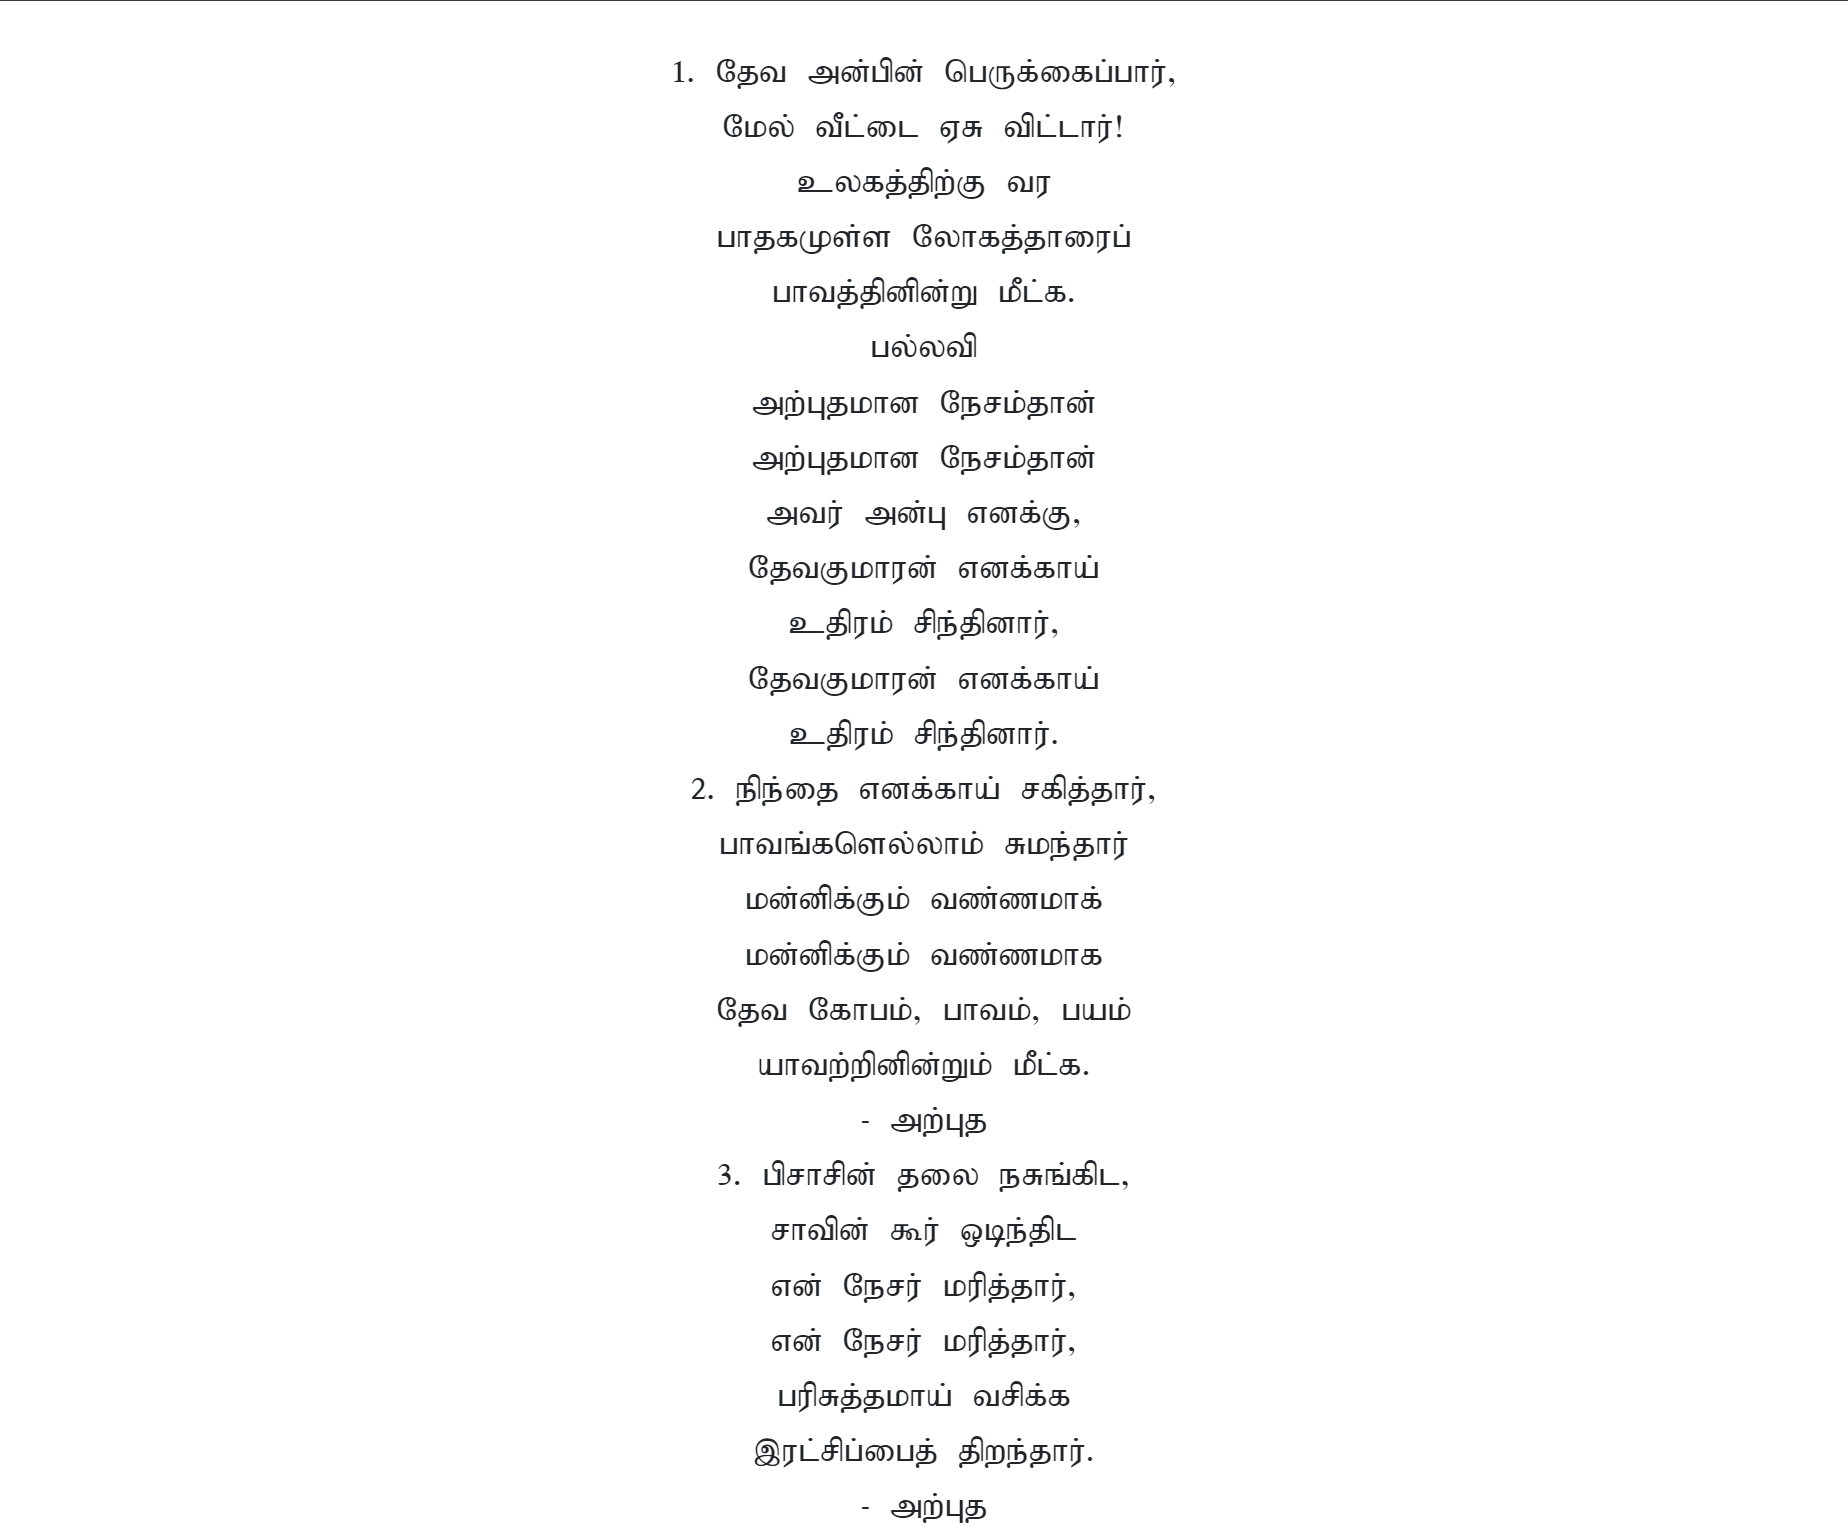 1. தேவ அன்பின் பெருக்கைப்பார்,
மேல் வீட்டை ஏசு விட்டார்!
உலகத்திற்கு வர
பாதகமுள்ள லோகத்தாரைப்
பாவத்தினின்று மீட்க.
பல்லவி
அற்புதமான நேசம்தான்
அற்புதமான நேசம்தான்
அவர் அன்பு எனக்கு,
தேவகுமாரன் எனக்காய்
உதிரம் சிந்தினார்,
தேவகுமாரன் எனக்காய்
உதிரம் சிந்தினார்.
2. நிந்தை எனக்காய் சகித்தார்,
பாவங்களெல்லாம் சுமந்தார்
மன்னிக்கும் வண்ணமாக்
மன்னிக்கும் வண்ணமாக
தேவ கோபம், பாவம், பயம்
யாவற்றினின்றும் மீட்க.
- அற்புத
3. பிசாசின் தலை நசுங்கிட,
சாவின் கூர் ஒடிந்திட
என் நேசர் மரித்தார்,
என் நேசர் மரித்தார்,
பரிசுத்தமாய் வசிக்க
இரட்சிப்பைத் திறந்தார்.
- அற்புத